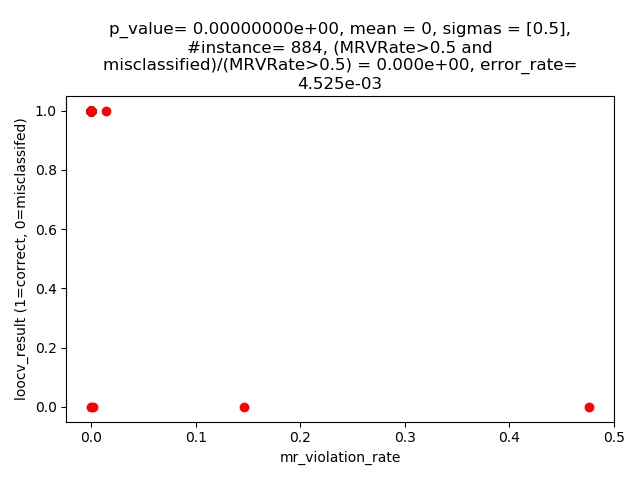 p_value= 0.00000000e+00, mean = 0, sigmas = [0.5],
#instance= 884, (MRVRate>0.5 and
misclassified)/(MRVRate>0.5) = 0.000e+00, error_rate=
4.525e-03
loocv_result (1=correct, 0=misclassifed)
1.0
0.8
0.6
0.4
0.2
0.0
0.0 0.1 0.2 0.3 0.4 0.5
mr_violation_rate